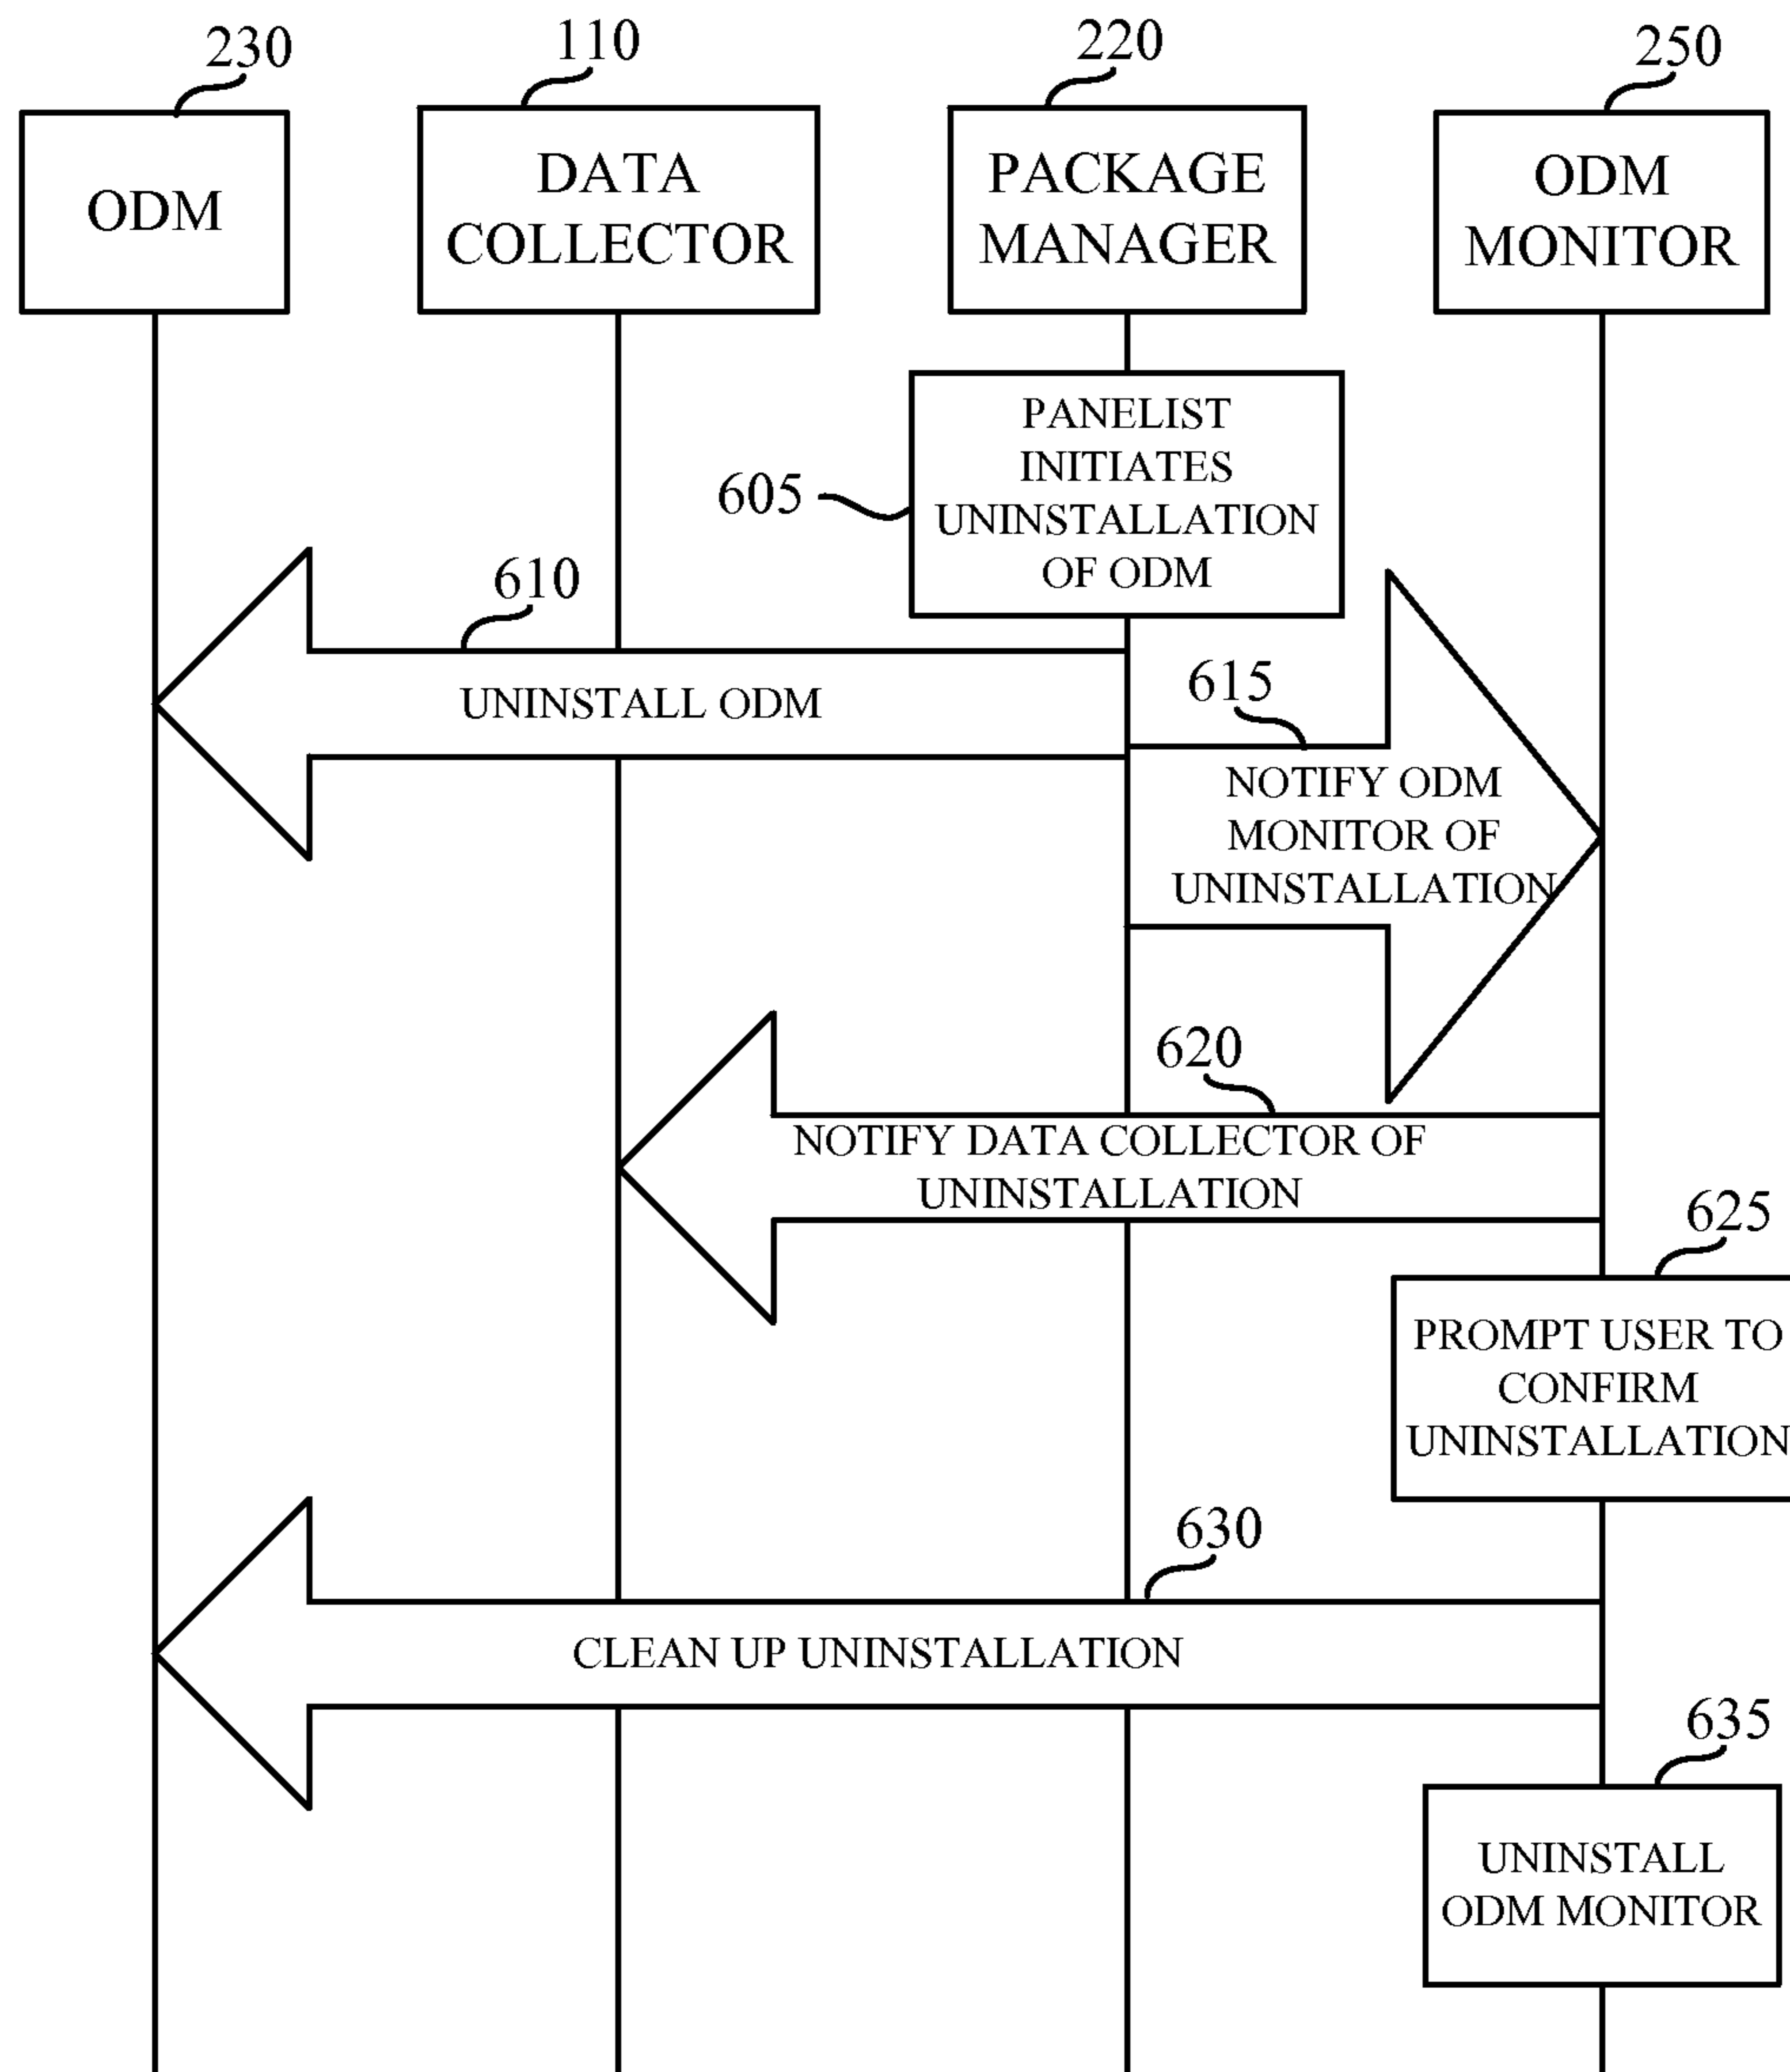 230
110
220
250
ODM
DATA
COLLECTOR
PACKAGE
MANAGER
ODM
MONITOR
605
PANELIST
INITIATES
UNINSTALLATION
OF ODM
610
UNINSTALL ODM
615
NOTIFY ODM
MONITOR OF
UNINSTALLATION
620
NOTIFY DATA COLLECTOR OF
UNINSTALLATION
625
PROMPT USER TO
CONFIRM
UNINSTALLATION
630
CLEAN UP UNINSTALLATION
635
UNINSTALL
ODM MONITOR